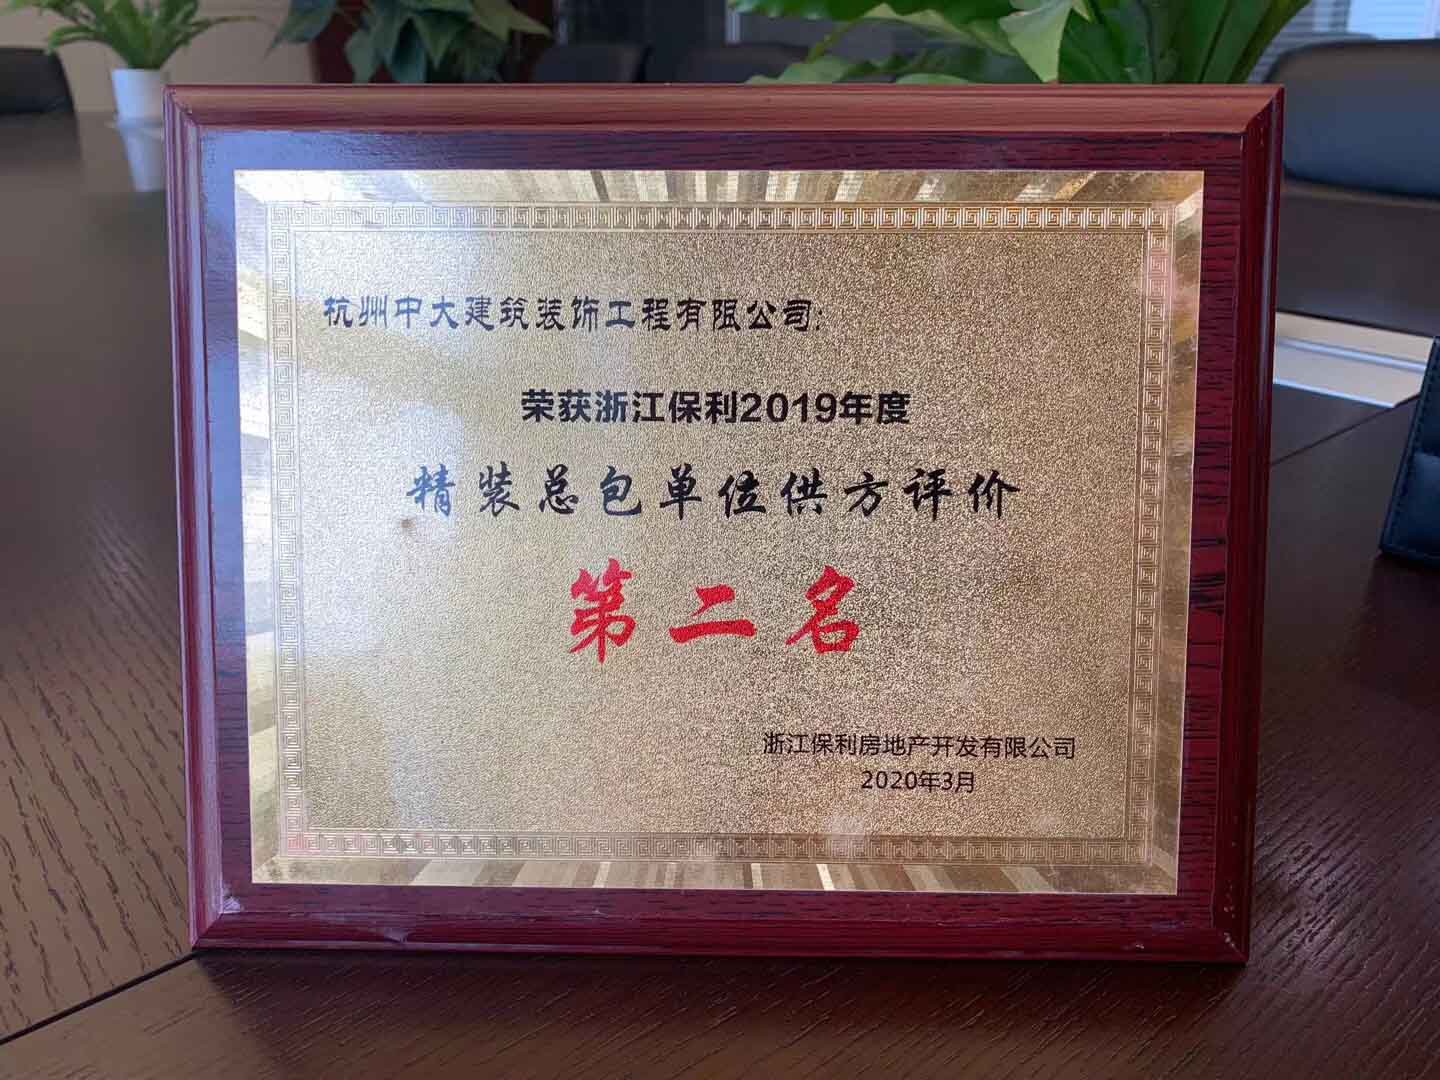 杭州中大建筑装饰工程有限公司:
荣获浙江保利2019年度
精装总包单位供方评价
第二名
浙江保利房地产开发有限公司
2020年3月